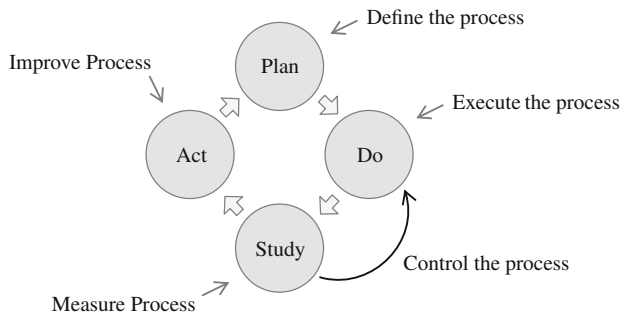 Define the process
Plan
Improve Process
Execute the process
Act
Do
Study
Control the process
Measure Process